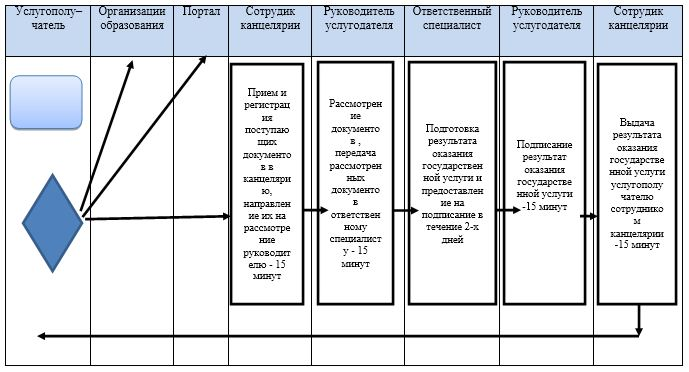 Услугополу–
чатель
Организации
образования
Портал
Сотрудик
канцелярии
Руководитель
услугодателя
Ответственный
специалист
Руководитель
услугодателя
Сотрудик
канцелярии
Прием и
регистрац
ия
поступаю
щих
документо
в в
канцеляри
ю,
направлен
ие их на
рассмотре
ние
руководит
елю - 15
минут
Рассмотрен
ие
документо
в ,
передача
рассмотрен
ных
документо
в
ответствен
ному
специалист
у - 15
минут
Подготовка
результата
оказания
государствен
ной услуги и
предоставлен
ие на
подписание в
течение 2-х
дней
Подписание
результат
оказания
государстве
нной услуги
-15 минут
Выдача
результата
оказания
государстве
нной услуги
услугополу
чателю
сотруднико
м
канцелярии
-15 минут